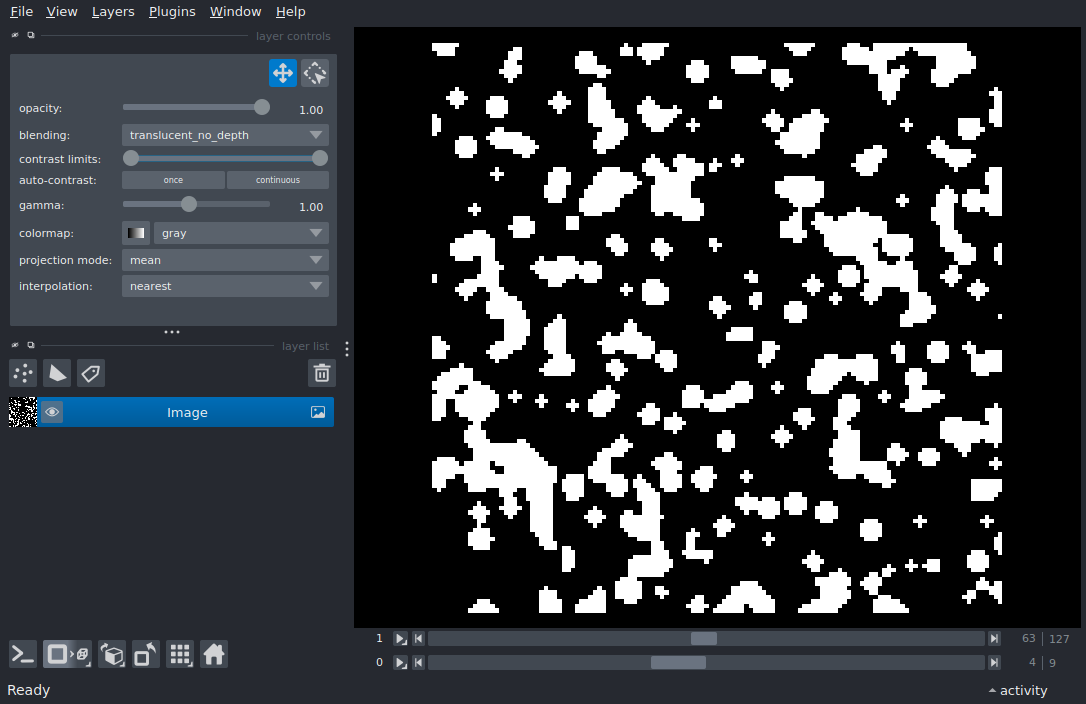 File View Layers Plugins Window Help
layer controls
opacity: 1.00
blending: translucent_no_depth
contrast limits:
auto-contrast: once continuous
gamma: 1.00
colormap: gray
projection mode: mean
interpolation: nearest
layer list
Image
1 63 127
0 4 9
Ready activity